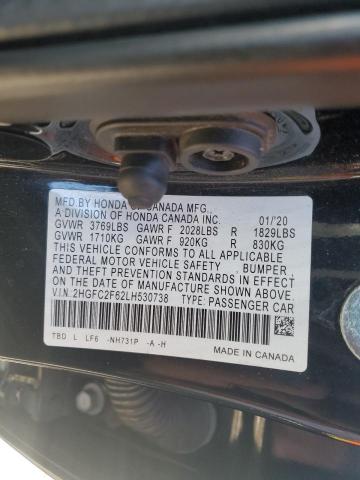 MFD.BY HONDA OF CANADA MFG.,
A DIVISION OF HONDA CANADA INC. 01/'20
GVWR 3769LBS GAWR F 2028LBS R 1829LBS
GVWR 1710KG GAWR F 920KG R 830KG
THIS VEHICLE CONFORMS TO ALL APPLICABLE
FEDERAL MOTOR VEHICLE SAFETY, BUMPER,
AND THEFT PREVENTION STANDARDS IN EFFECT
ON THE DATE OF MANUFACTURE SHOWN ABOVE.
V.I.N. 2HGFC2F62LH530738 TYPE: PASSENGER CAR
TBD L LF6 -NH731P -A -H
MADE IN CANADA